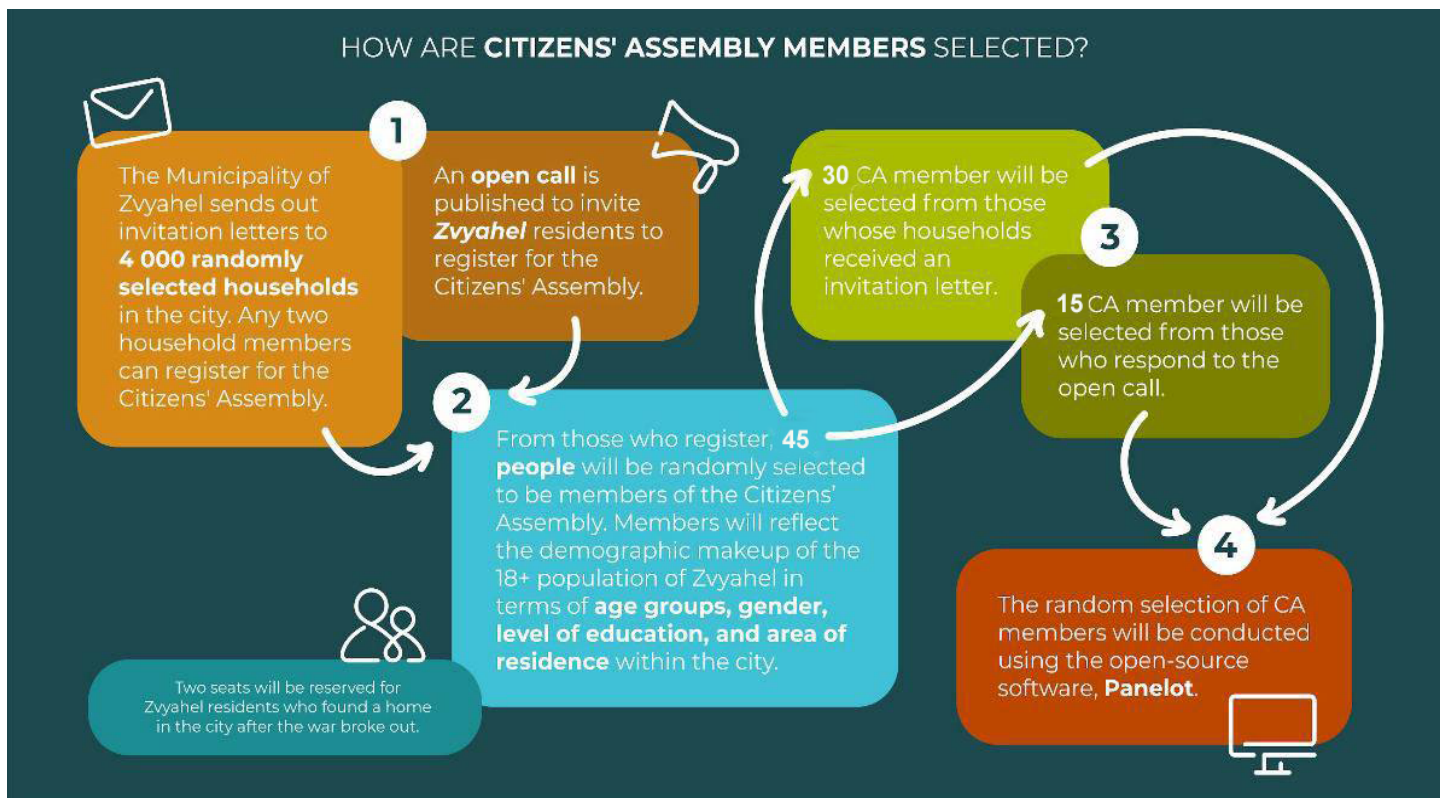 HOW ARE CITIZENS' ASSEMBLY MEMBERS SELECTED?
1
The Municipality of
Zvyahel sends out
invitation letters to
4 000 randomly
selected households
in the city. Any two
household members
can register for the
Citizens' Assembly.
An open call is
published to invite
Zvyahel residents to
register for the
Citizens' Assembly.
2
From those who register, 45
people will be randomly selected
to be members of the Citizens’
Assembly. Members will reflect
the demographic makeup of the
18+ population of Zvyahel in
terms of age groups, gender,
level of education, and area of
residence within the city.
Two seats will be reserved for
Zvyahel residents who found a home
in the city after the war broke out.
30 CA member will be
selected from those
whose households
received an
invitation letter.
3
15 CA member will be
selected from those
who respond to the
open call.
4
The random selection of CA
members will be conducted
using the open-source
software, Panelot.